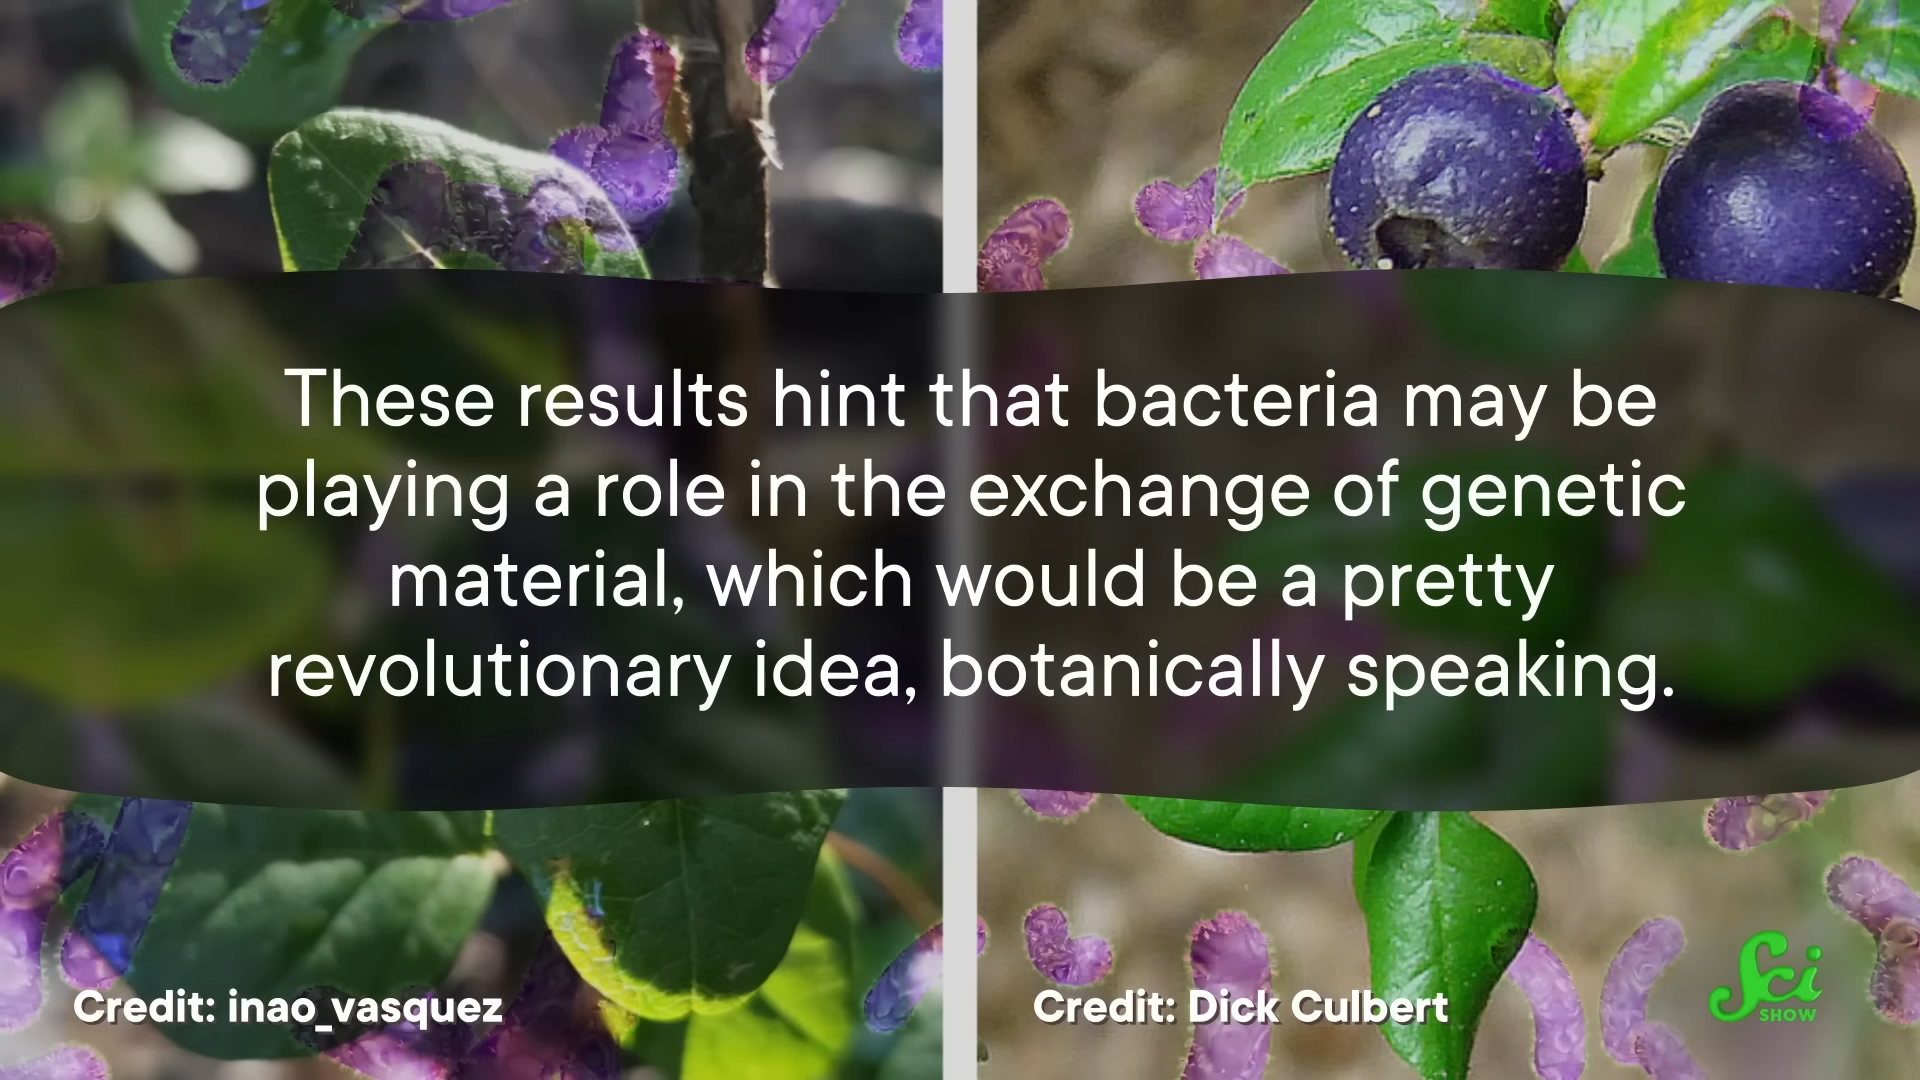 These results hint that bacteria may be
playing a role in the exchange of genetic
material, which would be a pretty
revolutionary idea, botanically speaking.
Credit: inao_vasquez
Credit: Dick Culbert
Sci
SHOW